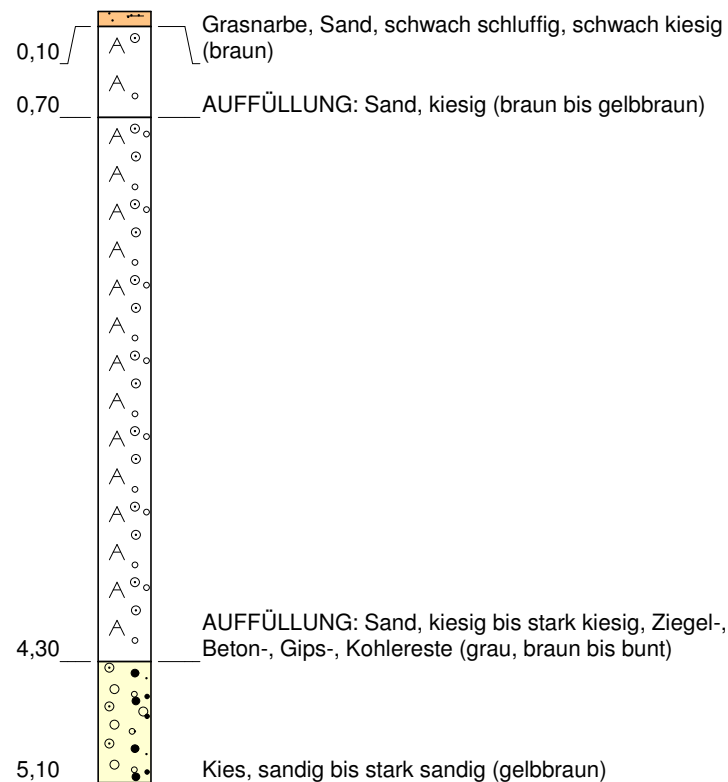 Grasnarbe, Sand, schwach schluffig, schwach kiesig
0,10 (braun)
0,70 AUFFÜLLUNG: Sand, kiesig (braun bis gelbbraun)
AUFFÜLLUNG: Sand, kiesig bis stark kiesig, Ziegel-,
4,30 Beton-, Gips-, Kohlereste (grau, braun bis bunt)
5,10 Kies, sandig bis stark sandig (gelbbraun)